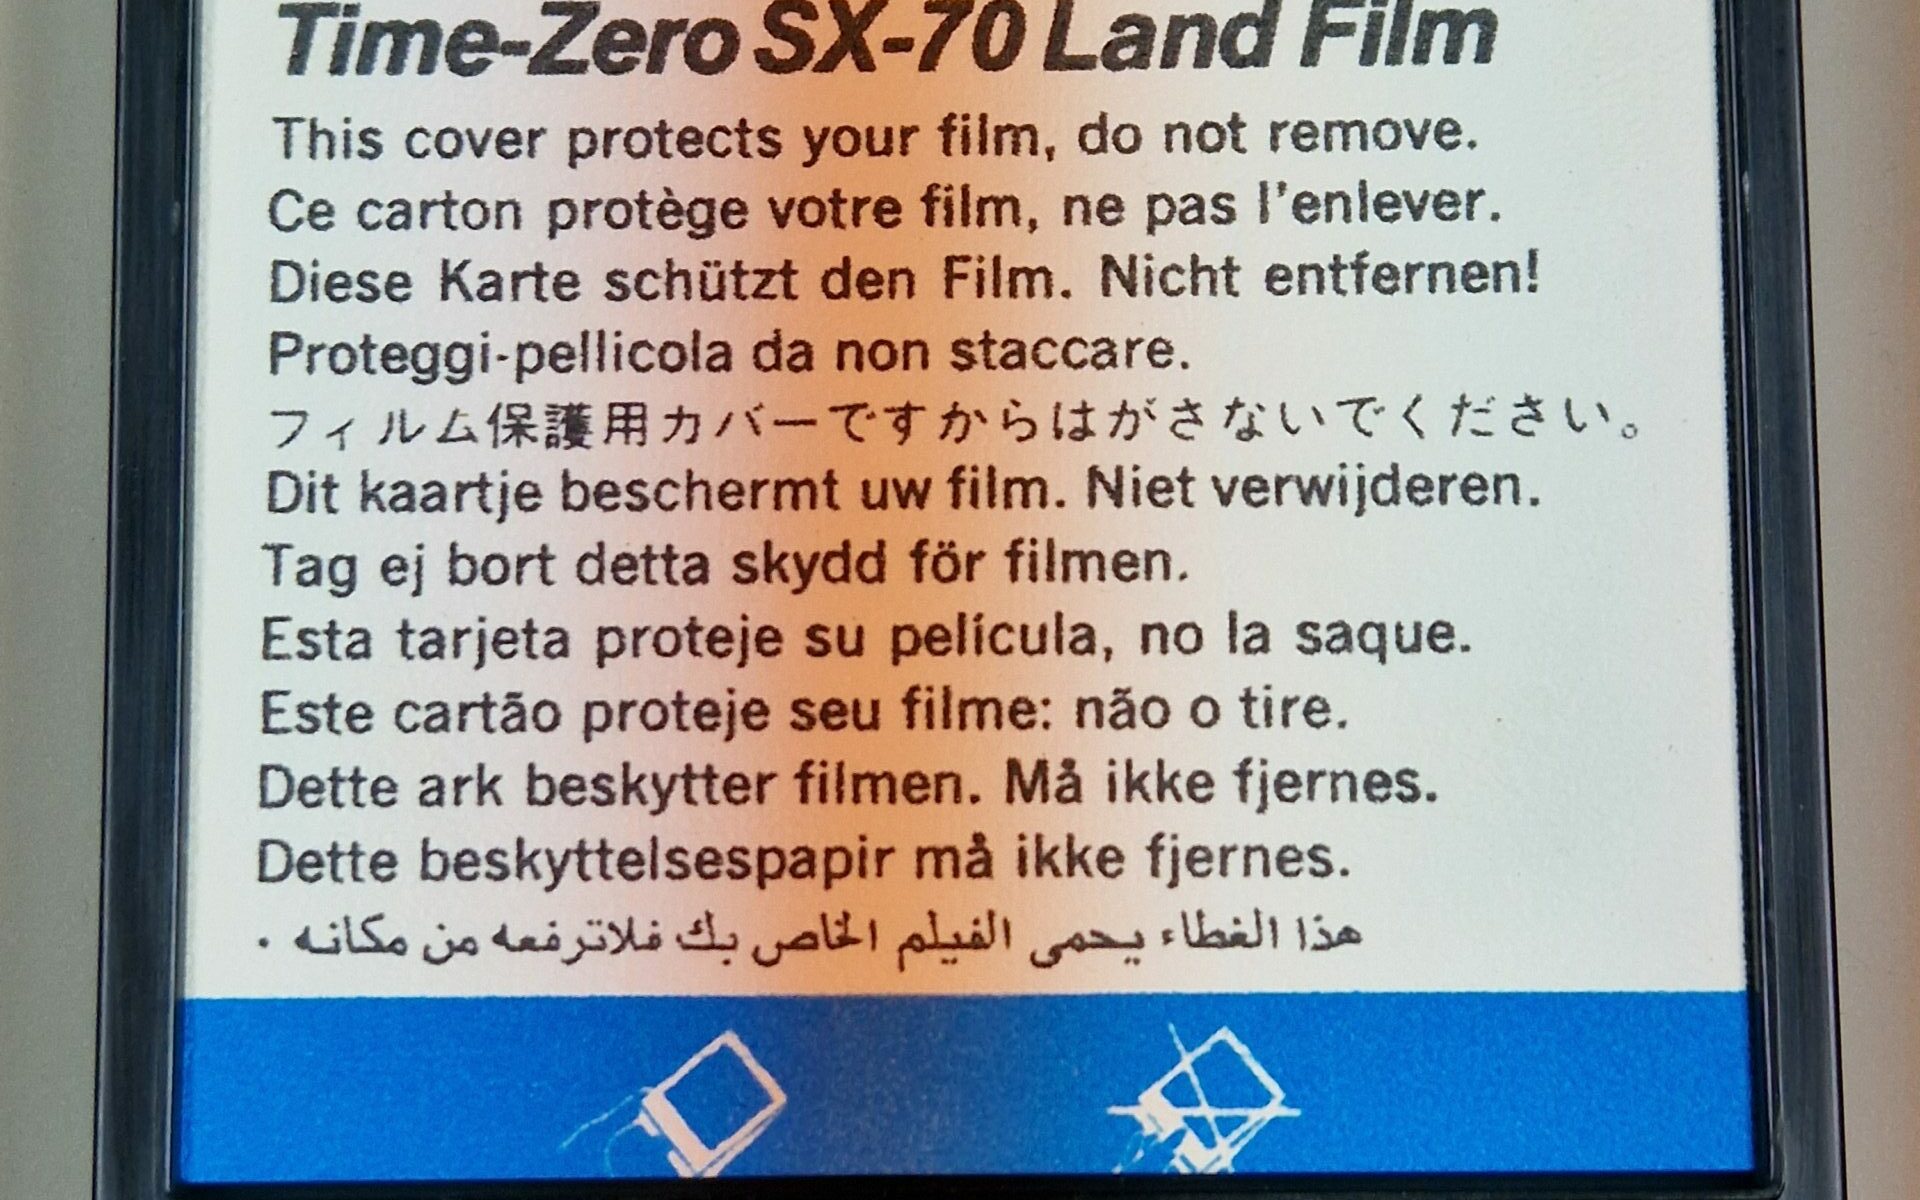 Time-Zero SX-70 Land Film
This cover protects your film, do not remove.
Ce carton protège votre film, ne pas l'enlever.
Diese Karte schützt den Film. Nicht entfernen!
Proteggi-pellicola da non staccare.
フィルム保護用カバーですからはがさないでください。
Dit kaartje beschermt uw film. Niet verwijderen.
Tag ej bort detta skydd för filmen.
Esta tarjeta proteje su película, no la saque.
Este cartão proteje seu filme: não o tire.
Dette ark beskytter filmen. Må ikke fjernes.
Dette beskyttelsespapir må ikke fjernes.
هذا الغطاء يحمى الفيلم الخاص بك فلاترفعه من مكانه .